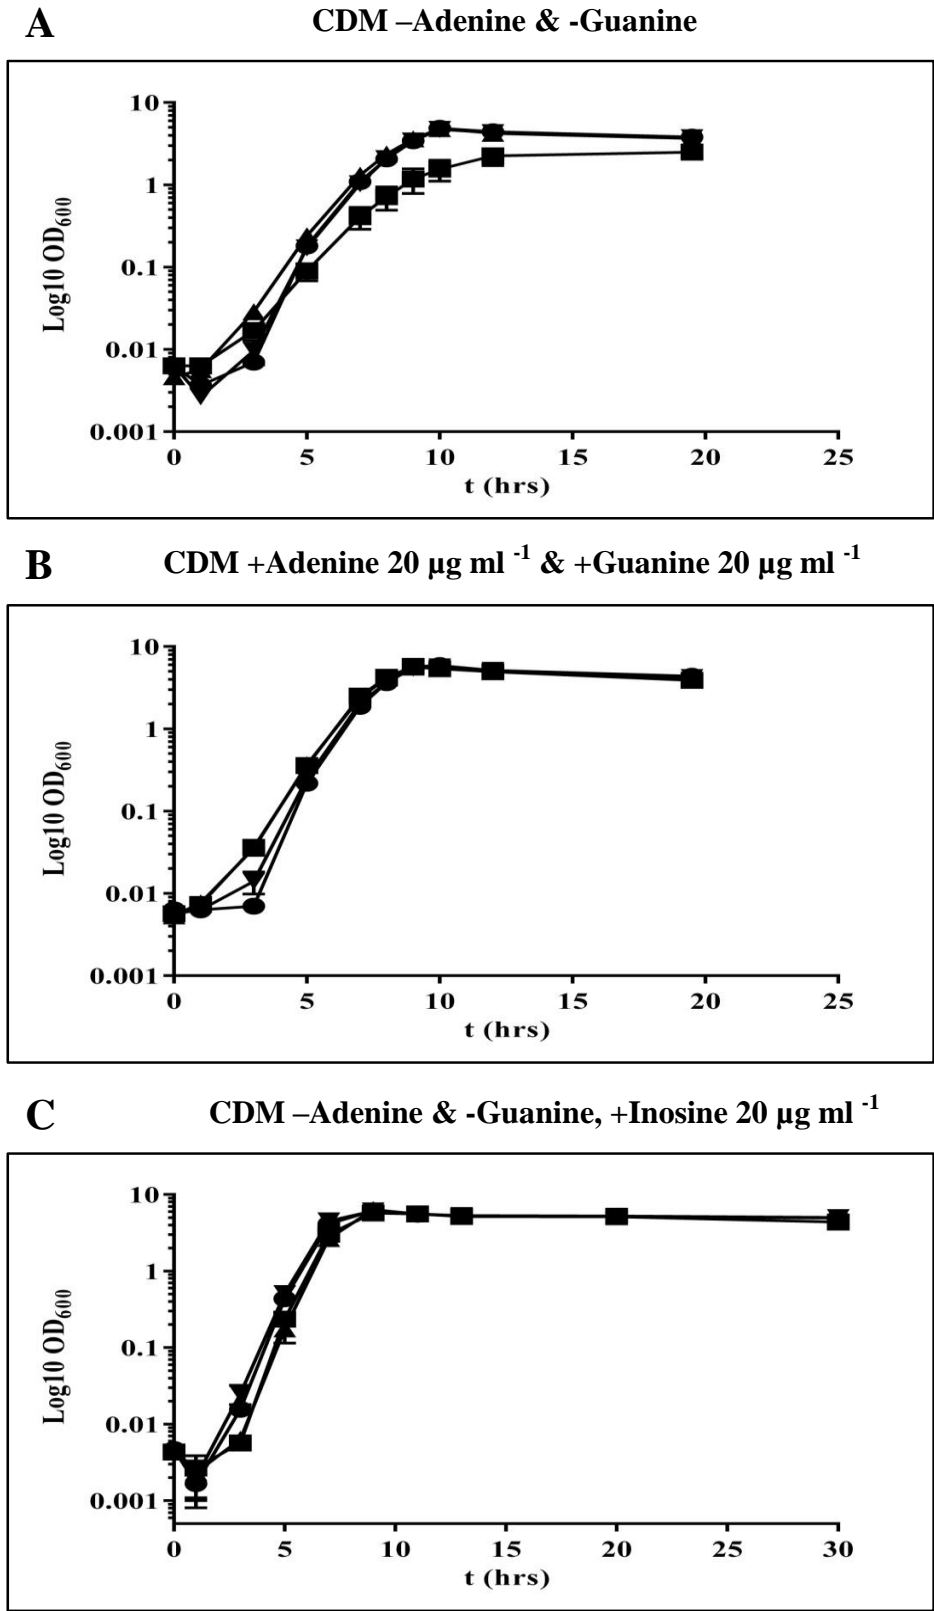 A
CDM –Adenine & -Guanine
10
1
0.1
0.01
0.001
Log10 OD600
0 5 10 15 20 25
t (hrs)
B
CDM +Adenine 20 µg ml -1 & +Guanine 20 µg ml -1
10
1
0.1
0.01
0.001
Log10 OD600
0 5 10 15 20 25
t (hrs)
C
CDM –Adenine & -Guanine, +Inosine 20 µg ml -1
10
1
0.1
0.01
0.001
Log10 OD600
0 5 10 15 20 25 30
t (hrs)